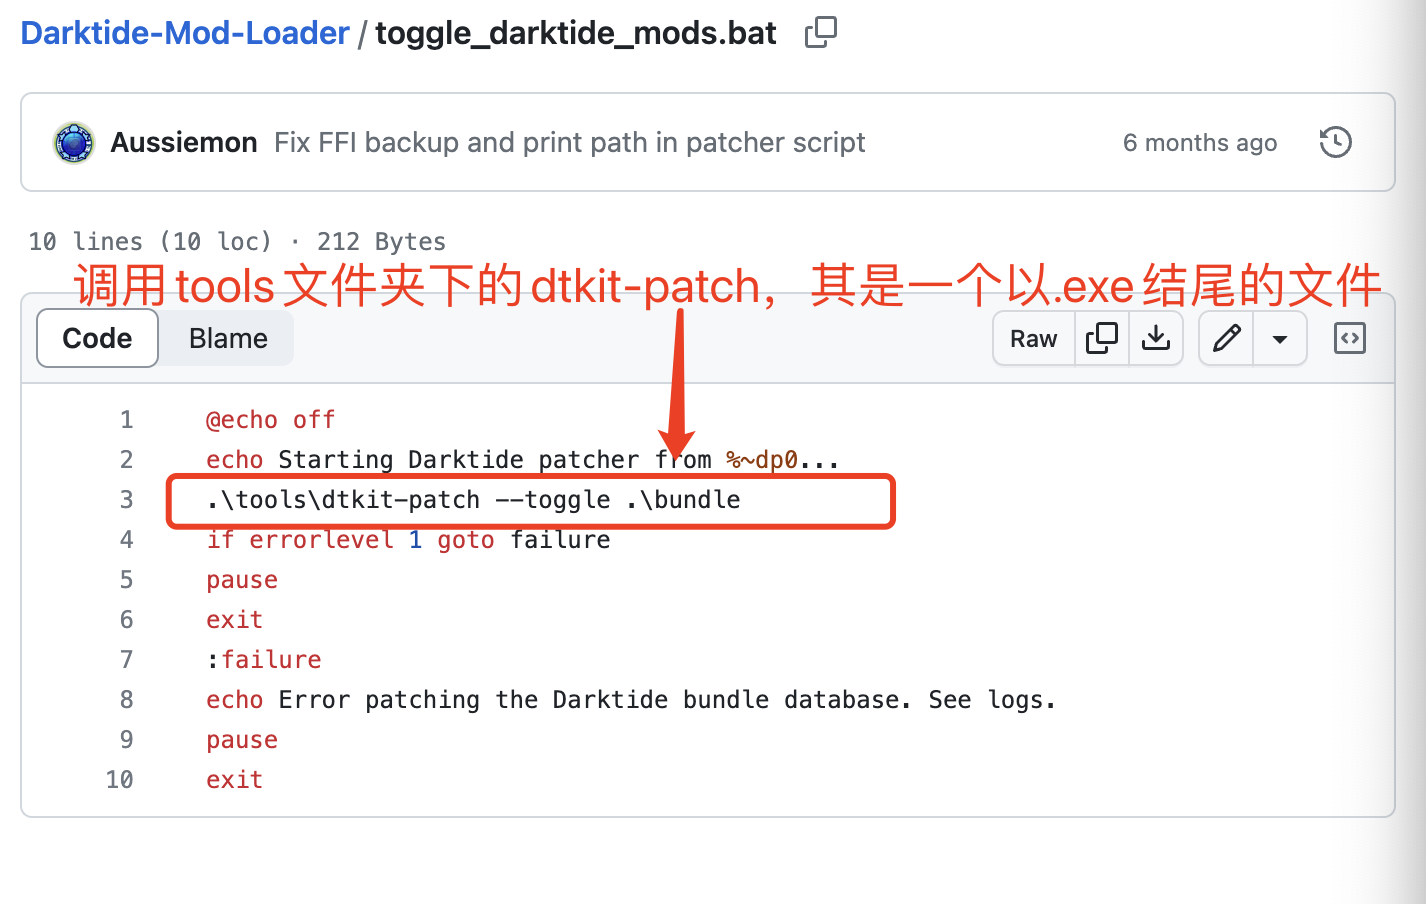 Darktide-Mod-Loader / toggle_darktide_mods.bat
Aussiemon Fix FFI backup and print path in patcher script 6 months ago
10 lines (10 loc) · 212 Bytes
调用tools文件夹下的dtkit-patch，其是一个以.exe结尾的文件
Code Blame Raw
1 @echo off
2 echo Starting Darktide patcher from %~dp0...
3 .\tools\dtkit-patch --toggle .\bundle
4 if errorlevel 1 goto failure
5 pause
6 exit
7 :failure
8 echo Error patching the Darktide bundle database. See logs.
9 pause
10 exit